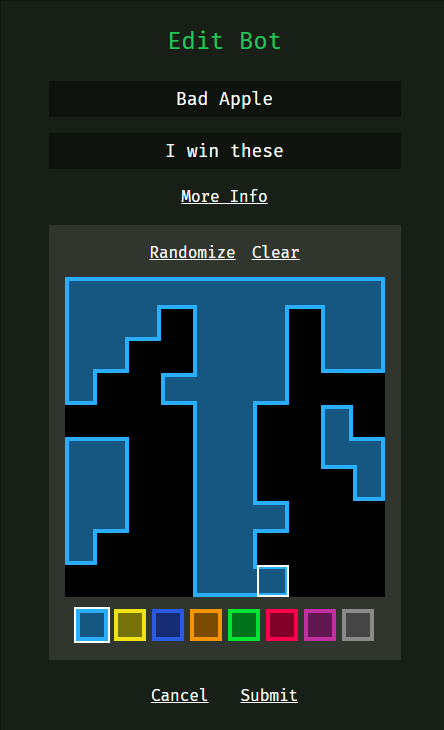 Edit Bot
Bad Apple
I win these
More Info
Randomize Clear
Cancel Submit